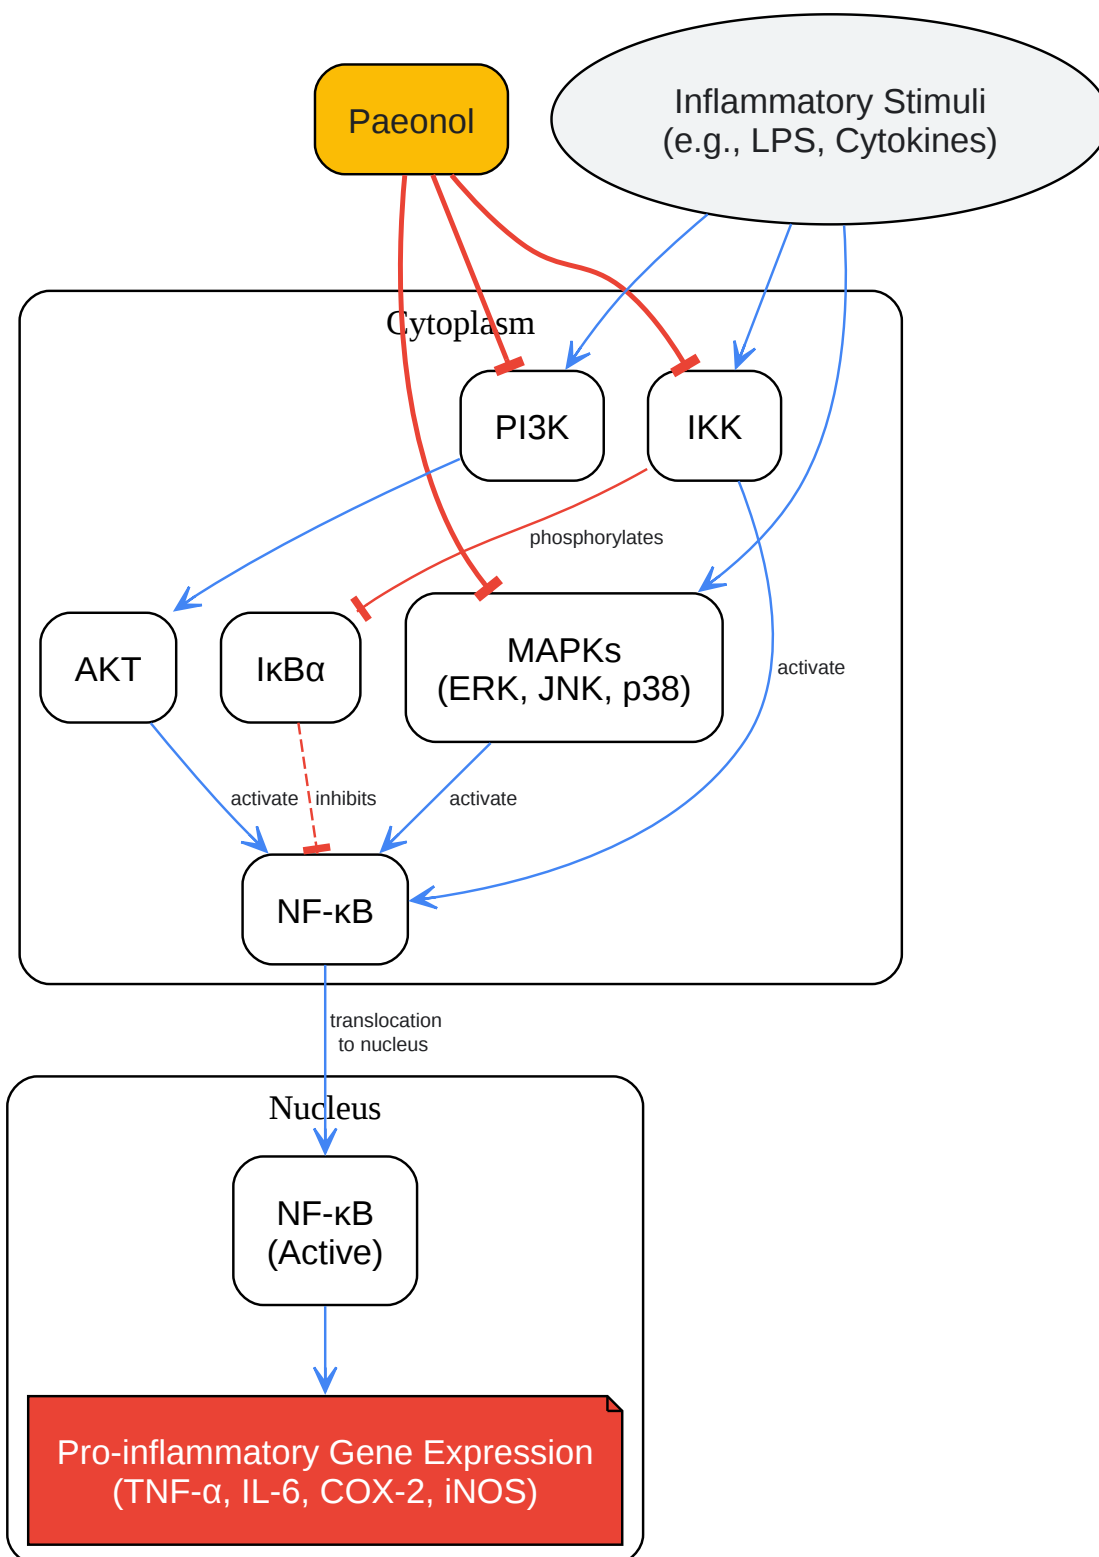 Paeonol
Inflammatory Stimuli
(e.g., LPS, Cytokines)
Cytoplasm
PI3K
IKK
phosphorylates
AKT
IκBα
MAPKs
(ERK, JNK, p38)
activate
activate
inhibits
activate
NF-κB
translocation
to nucleus
Nucleus
NF-κB
(Active)
Pro-inflammatory Gene Expression
(TNF-α, IL-6, COX-2, iNOS)